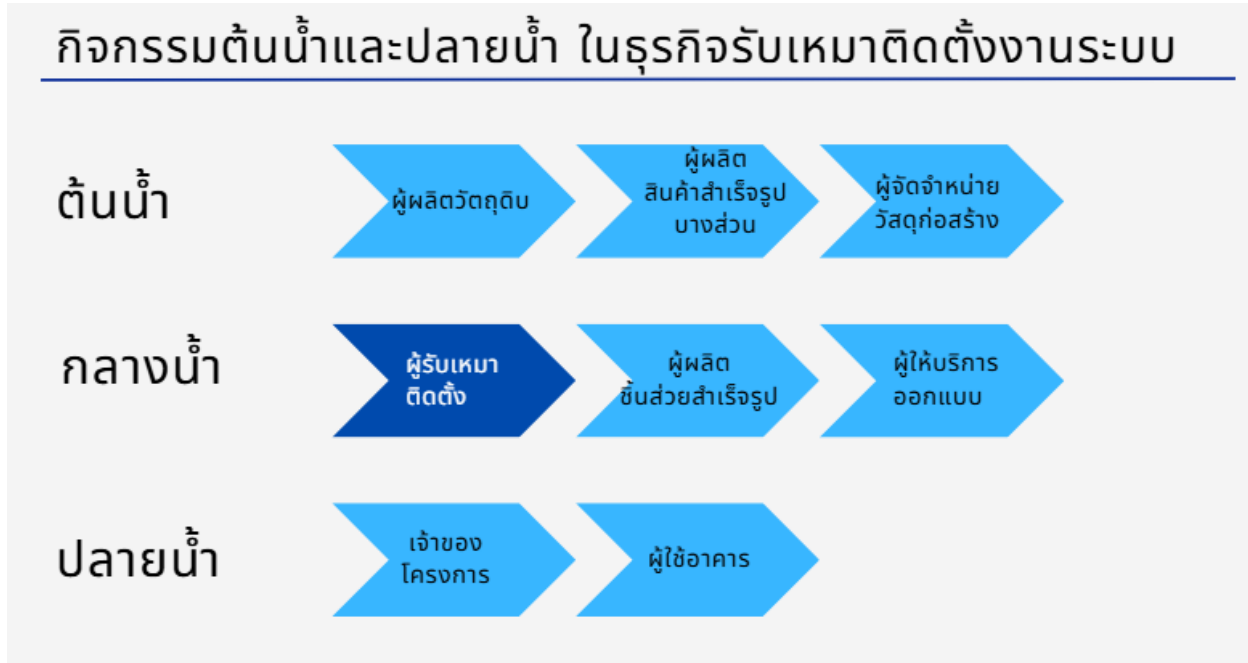 กิจกรรมต้นน้ำและปลายน้ำ ในธุรกิจรับเหมาติดตั้งงานระบบ
ต้นน้ำ
ผู้ผลิตวัตถุดิบ
ผู้ผลิต
สินค้าสำเร็จรูป
บางส่วน
ผู้จัดจำหน่าย
วัสดุก่อสร้าง
กลางน้ำ
ผู้รับเหมา
ติดตั้ง
ผู้ผลิต
ชิ้นส่วยสำเร็จรูป
ผู้ให้บริการ
ออกแบบ
ปลายน้ำ
เจ้าของ
โครงการ
ผู้ใช้อาคาร